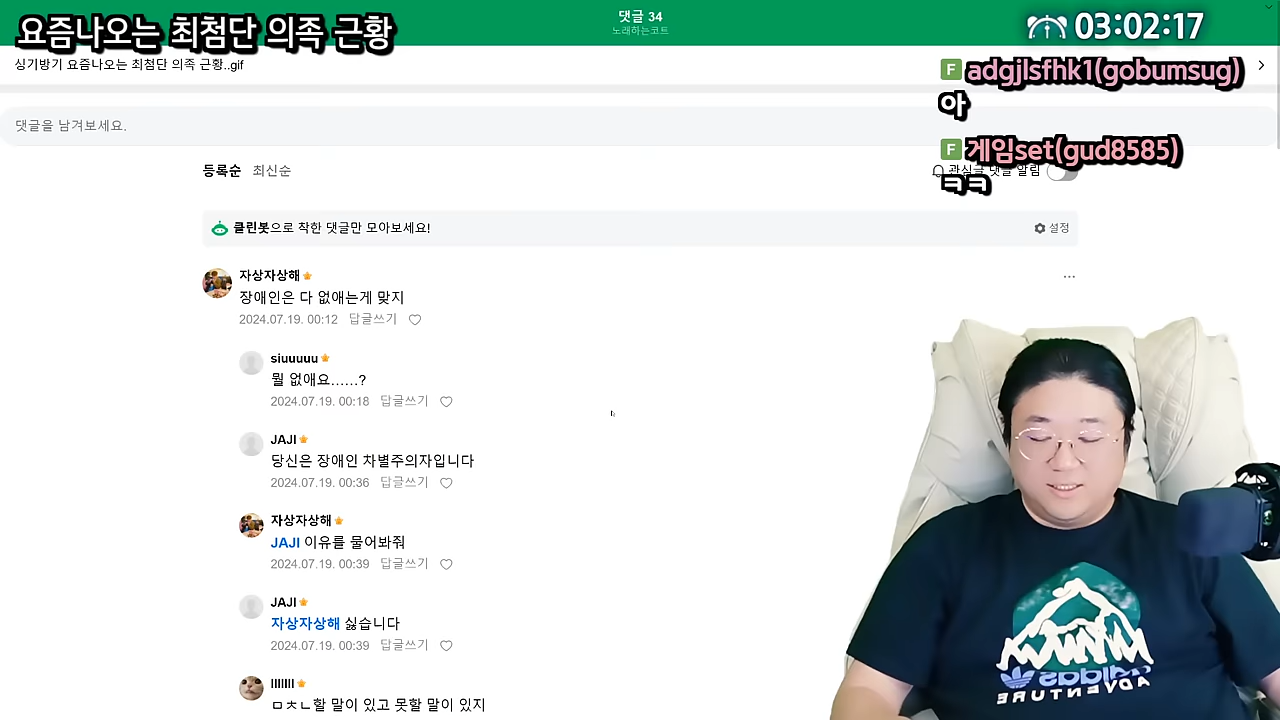 요즘나오는 최첨단 의족 근황
댓글 34
노래하는코트
03:02:17
싱기방기 요즘나오는 최첨단 의족 근황..gif
F adgjlsfhk1(gobumsug)
아
댓글을 남겨보세요.
F 게임set(gud8585)
ㅋㅋ
등록순 최신순
관심글 댓글 알림
클린봇으로 착한 댓글만 모아보세요!
설정
자상자상해
장애인은 다 없애는게 맞지
2024.07.19. 00:12 답글쓰기
siuuuuu
뭘 없애요......?
2024.07.19. 00:18 답글쓰기
JAJI
당신은 장애인 차별주의자입니다
2024.07.19. 00:36 답글쓰기
자상자상해
JAJI 이유를 물어봐줘
2024.07.19. 00:39 답글쓰기
JAJI
자상자상해 싫습니다
2024.07.19. 00:39 답글쓰기
lllllll
ㅁㅊㄴ할 말이 있고 못할 말이 있지
adidas
ADVENTURE